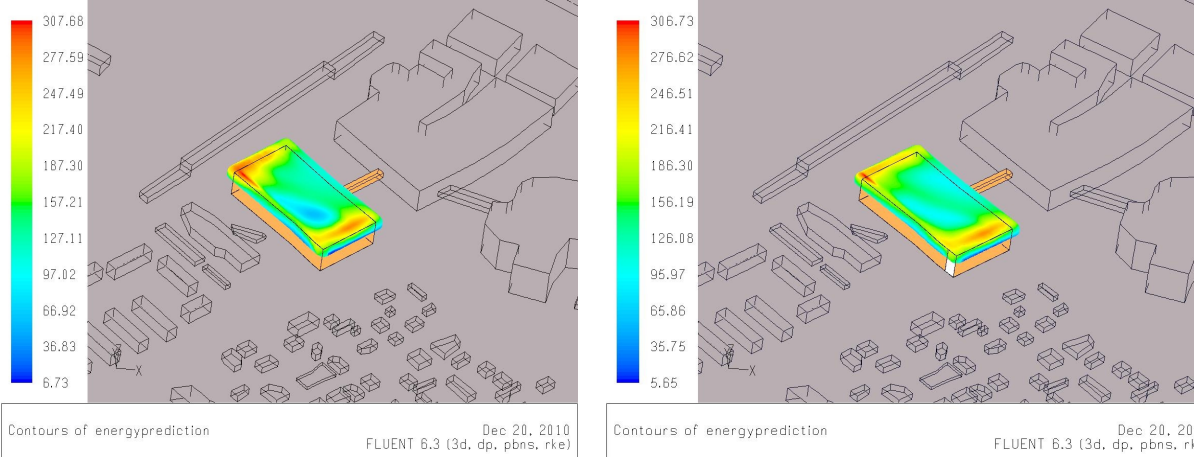 307.68
277.59
247.49
217.40
187.30
157.21
127.11
97.02
66.92
36.83
6.73
X
Contours of energyprediction
Dec 20, 2010
FLUENT 6.3 (3d, dp, pbns, rke)
306.73
276.62
246.51
216.41
186.30
156.19
126.08
95.97
65.86
35.75
5.65
X
Contours of energyprediction
Dec 20, 20
FLUENT 6.3 (3d, dp, pbns, rk